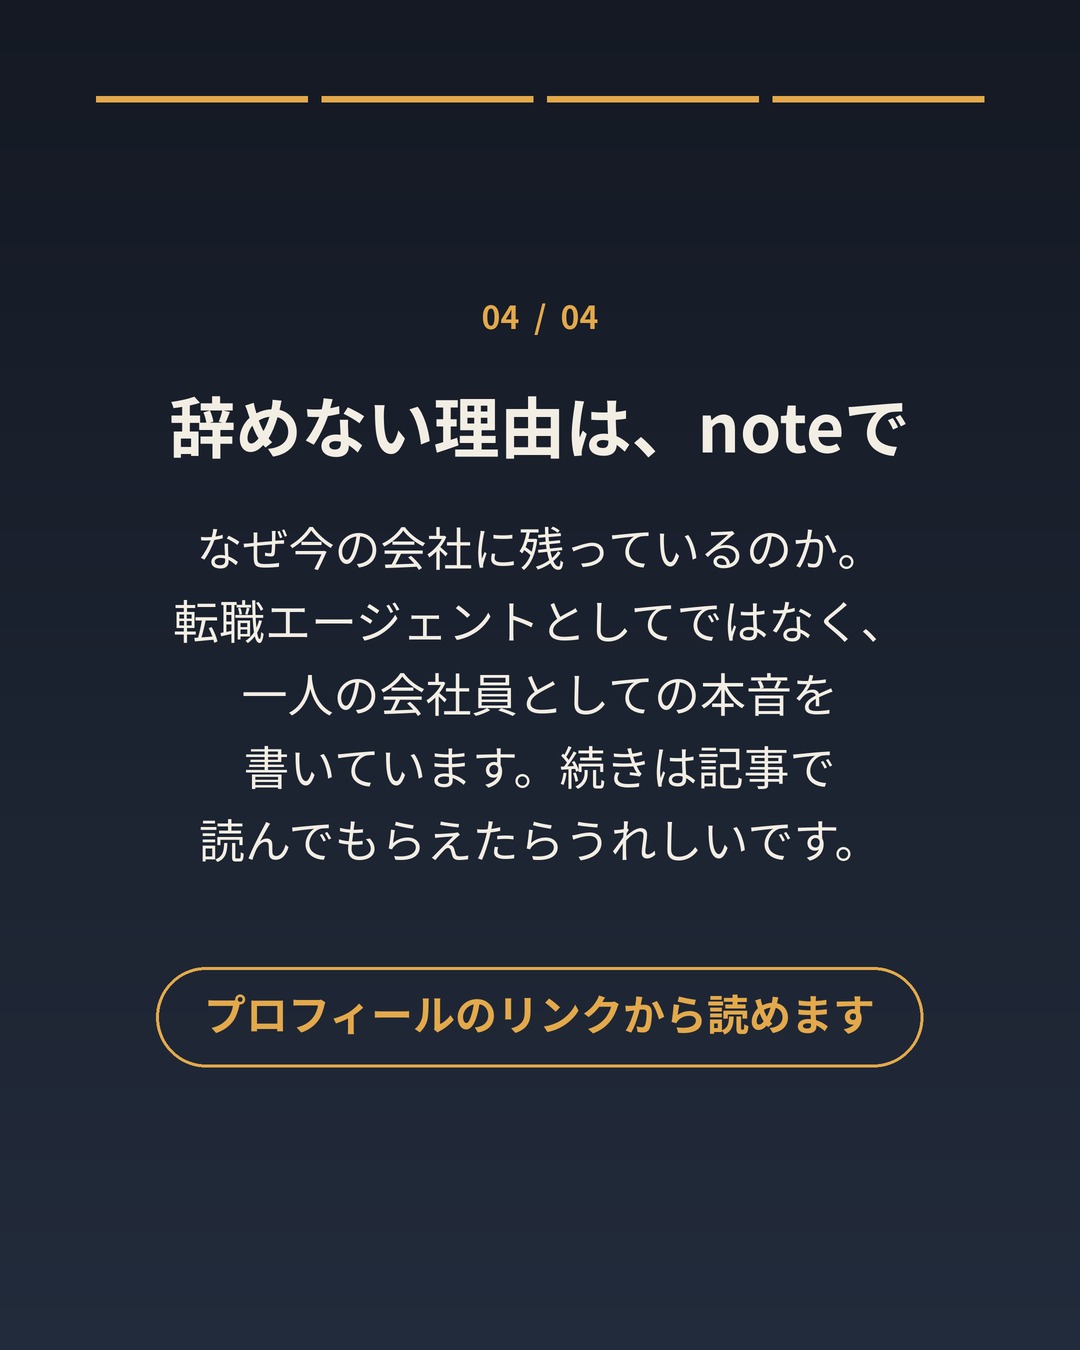 04 / 04
辞めない理由は、noteで
なぜ今の会社に残っているのか。
転職エージェントとしてではなく、
一人の会社員としての本音を
書いています。続きは記事で
読んでもらえたらうれしいです。
プロフィールのリンクから読めます